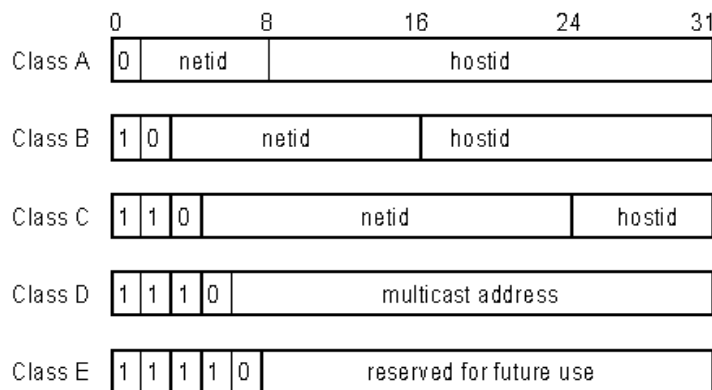 0 8 16 24 31
Class A 0 netid hostid
Class B 1 0 netid hostid
Class C 1 1 0 netid hostid
Class D 1 1 1 0 multicast address
Class E 1 1 1 1 0 reserved for future use